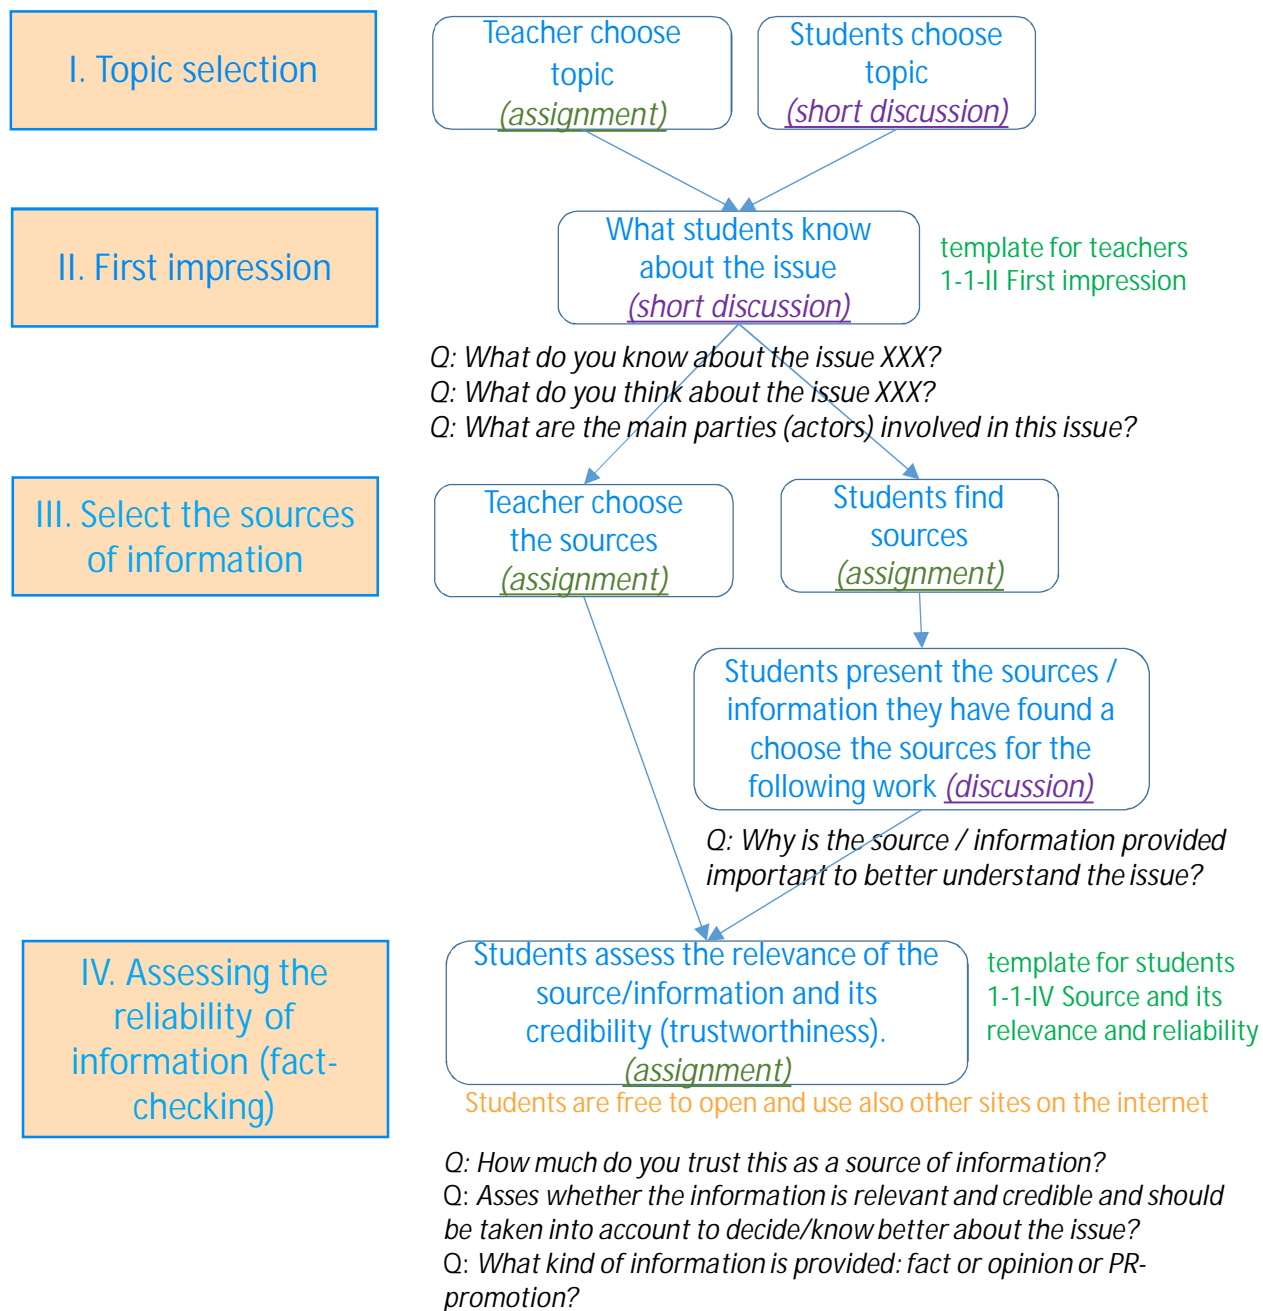 I. Topic selection
Teacher choose
topic
(assignment)
Students choose
topic
(short discussion)
II. First impression
What students know
about the issue
(short discussion)
template for teachers
1-1-II First impression
Q: What do you know about the issue XXX?
Q: What do you think about the issue XXX?
Q: What are the main parties (actors) involved in this issue?
III. Select the sources
of information
Teacher choose
the sources
(assignment)
Students find
sources
(assignment)
Students present the sources /
information they have found a
choose the sources for the
following work (discussion)
Q: Why is the source / information provided
important to better understand the issue?
IV. Assessing the
reliability of
information (fact-
checking)
Students assess the relevance of the
source/information and its
credibility (trustworthiness).
(assignment)
template for students
1-1-IV Source and its
relevance and reliability
Students are free to open and use also other sites on the internet
Q: How much do you trust this as a source of information?
Q: Asses whether the information is relevant and credible and should
be taken into account to decide/know better about the issue?
Q: What kind of information is provided: fact or opinion or PR-
promotion?